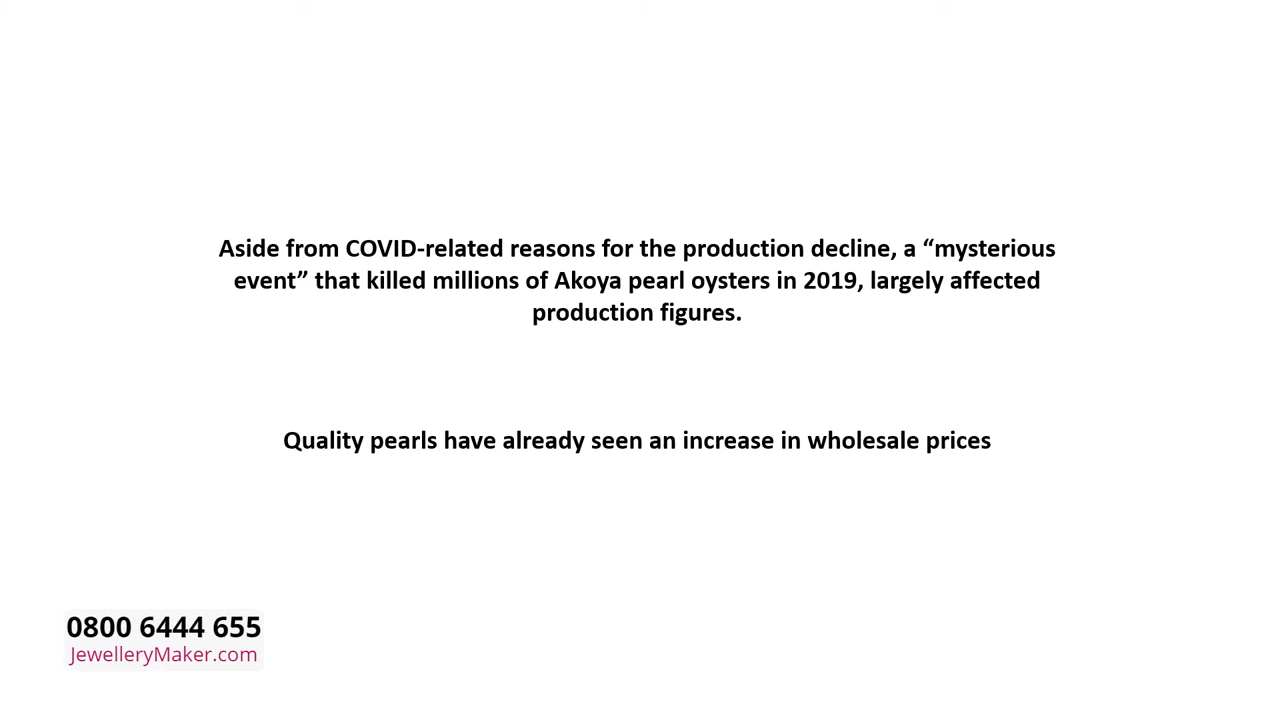 Aside from COVID-related reasons for the production decline, a “mysterious
event” that killed millions of Akoya pearl oysters in 2019, largely affected
production figures.
Quality pearls have already seen an increase in wholesale prices
0800 6444 655
JewelleryMaker.com